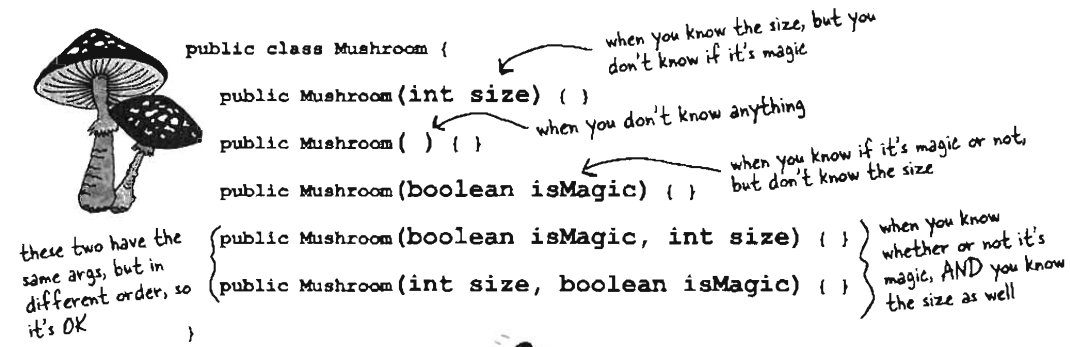 public class Mushroom {
when you know the size, but you
don't know if it's magic
public Mushroom(int size) { }
when you don't know anything
public Mushroom( ) { }
when you know if it's magic or not,
but don't know the size
public Mushroom(boolean isMagic) { }
these two have the
same args, but in
different order, so
it's OK
public Mushroom(boolean isMagic, int size) { }
public Mushroom(int size, boolean isMagic) { }
when you know
whether or not it's
magic, AND you know
the size as well
}